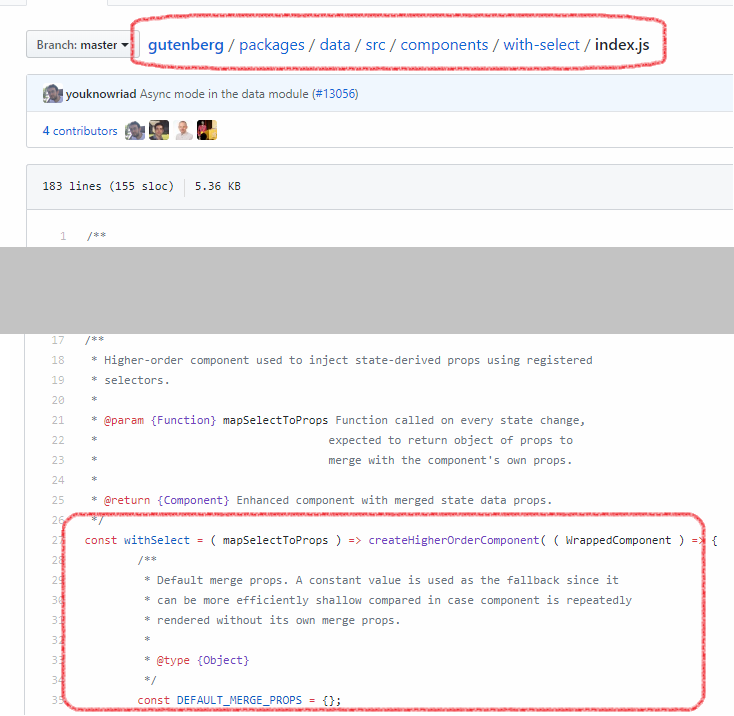 Branch: master gutenberg / packages / data / src / components / with-select / index.js
youknowriad Async mode in the data module (#13056)
4 contributors
183 lines (155 sloc) 5.36 KB
1 /**
17 /**
18 * Higher-order component used to inject state-derived props using registered
19 * selectors.
20 *
21 * @param {Function} mapSelectToProps Function called on every state change,
22 * expected to return object of props to
23 * merge with the component's own props.
24 *
25 * @return {Component} Enhanced component with merged state data props.
26 */
27 const withSelect = ( mapSelectToProps ) => createHigherOrderComponent( ( WrappedComponent ) => {
28 /**
29 * Default merge props. A constant value is used as the fallback since it
30 * can be more efficiently shallow compared in case component is repeatedly
31 * rendered without its own merge props.
32 *
33 * @type {Object}
34 */
35 const DEFAULT_MERGE_PROPS = {};